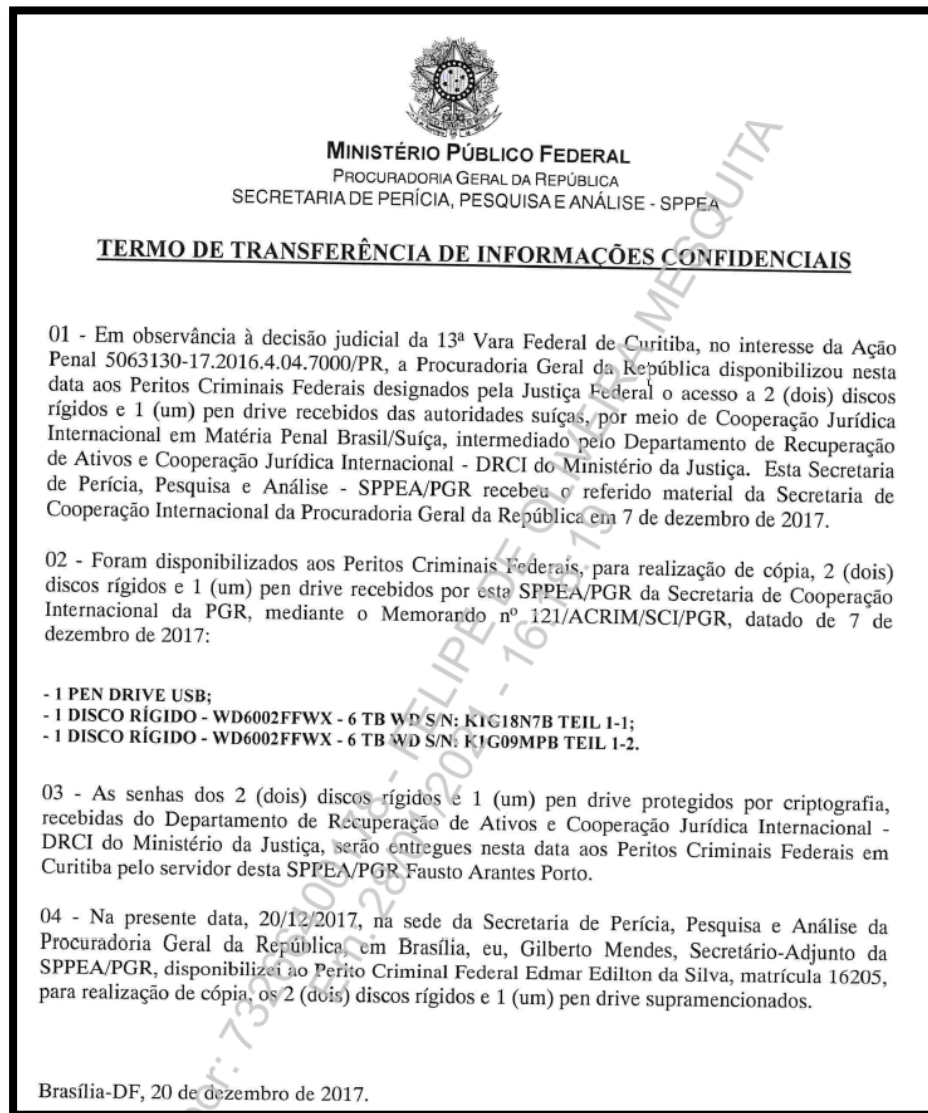 MINISTÉRIO PÚBLICO FEDERAL
PROCURADORIA GERAL DA REPÚBLICA
SECRETARIA DE PERÍCIA, PESQUISA E ANÁLISE - SPPEA
TERMO DE TRANSFERÊNCIA DE INFORMAÇÕES CONFIDENCIAIS
01 - Em observância à decisão judicial da 13ª Vara Federal de Curitiba, no interesse da Ação
Penal 5063130-17.2016.4.04.7000/PR, a Procuradoria Geral da República disponibilizou nesta
data aos Peritos Criminais Federais designados pela Justiça Federal o acesso a 2 (dois) discos
rígidos e 1 (um) pen drive recebidos das autoridades suíças, por meio de Cooperação Jurídica
Internacional em Matéria Penal Brasil/Suíça, intermediado pelo Departamento de Recuperação
de Ativos e Cooperação Jurídica Internacional - DRCI do Ministério da Justiça. Esta Secretaria
de Perícia, Pesquisa e Análise - SPPEA/PGR recebeu o referido material da Secretaria de
Cooperação Internacional da Procuradoria Geral da República em 7 de dezembro de 2017.
02 - Foram disponibilizados aos Peritos Criminais Federais, para realização de cópia, 2 (dois)
discos rígidos e 1 (um) pen drive recebidos por esta SPPEA/PGR da Secretaria de Cooperação
Internacional da PGR, mediante o Memorando nº 121/ACRIM/SCI/PGR, datado de 7 de
dezembro de 2017:
- 1 PEN DRIVE USB;
- 1 DISCO RÍGIDO - WD6002FFWX - 6 TB WD S/N: K1G18N7B TEIL 1-1;
- 1 DISCO RÍGIDO - WD6002FFWX - 6 TB WD S/N: K1G09MPB TEIL 1-2.
03 - As senhas dos 2 (dois) discos rígidos e 1 (um) pen drive protegidos por criptografia,
recebidas do Departamento de Recuperação de Ativos e Cooperação Jurídica Internacional -
DRCI do Ministério da Justiça, serão entregues nesta data aos Peritos Criminais Federais em
Curitiba pelo servidor desta SPPEA/PGR Fausto Arantes Porto.
04 - Na presente data, 20/12/2017, na sede da Secretaria de Perícia, Pesquisa e Análise da
Procuradoria Geral da República, em Brasília, eu, Gilberto Mendes, Secretário-Adjunto da
SPPEA/PGR, disponibilizei ao Perito Criminal Federal Edmar Edilton da Silva, matrícula 16205,
para realização de cópia, os 2 (dois) discos rígidos e 1 (um) pen drive supramencionados.
Brasília-DF, 20 de dezembro de 2017.
por: 73266400178 - FELIPE DE OLIVEIRA MESQUITA
Em: 28/01/2021 - 16:18:19